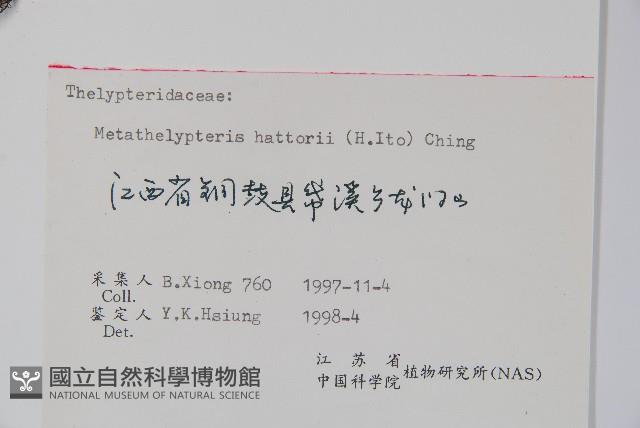 Thelypteridaceae:
Metathelypteris hattorii (H.Ito) Ching
江西省铜鼓县带溪乡龙门山
采集人 B.Xiong 760 1997-11-4
Coll.
鉴定人 Y.K.Hsiung 1998-4
Det.
江苏省
中国科学院 植物研究所(NAS)
國立自然科學博物館
NATIONAL MUSEUM OF NATURAL SCIENCE